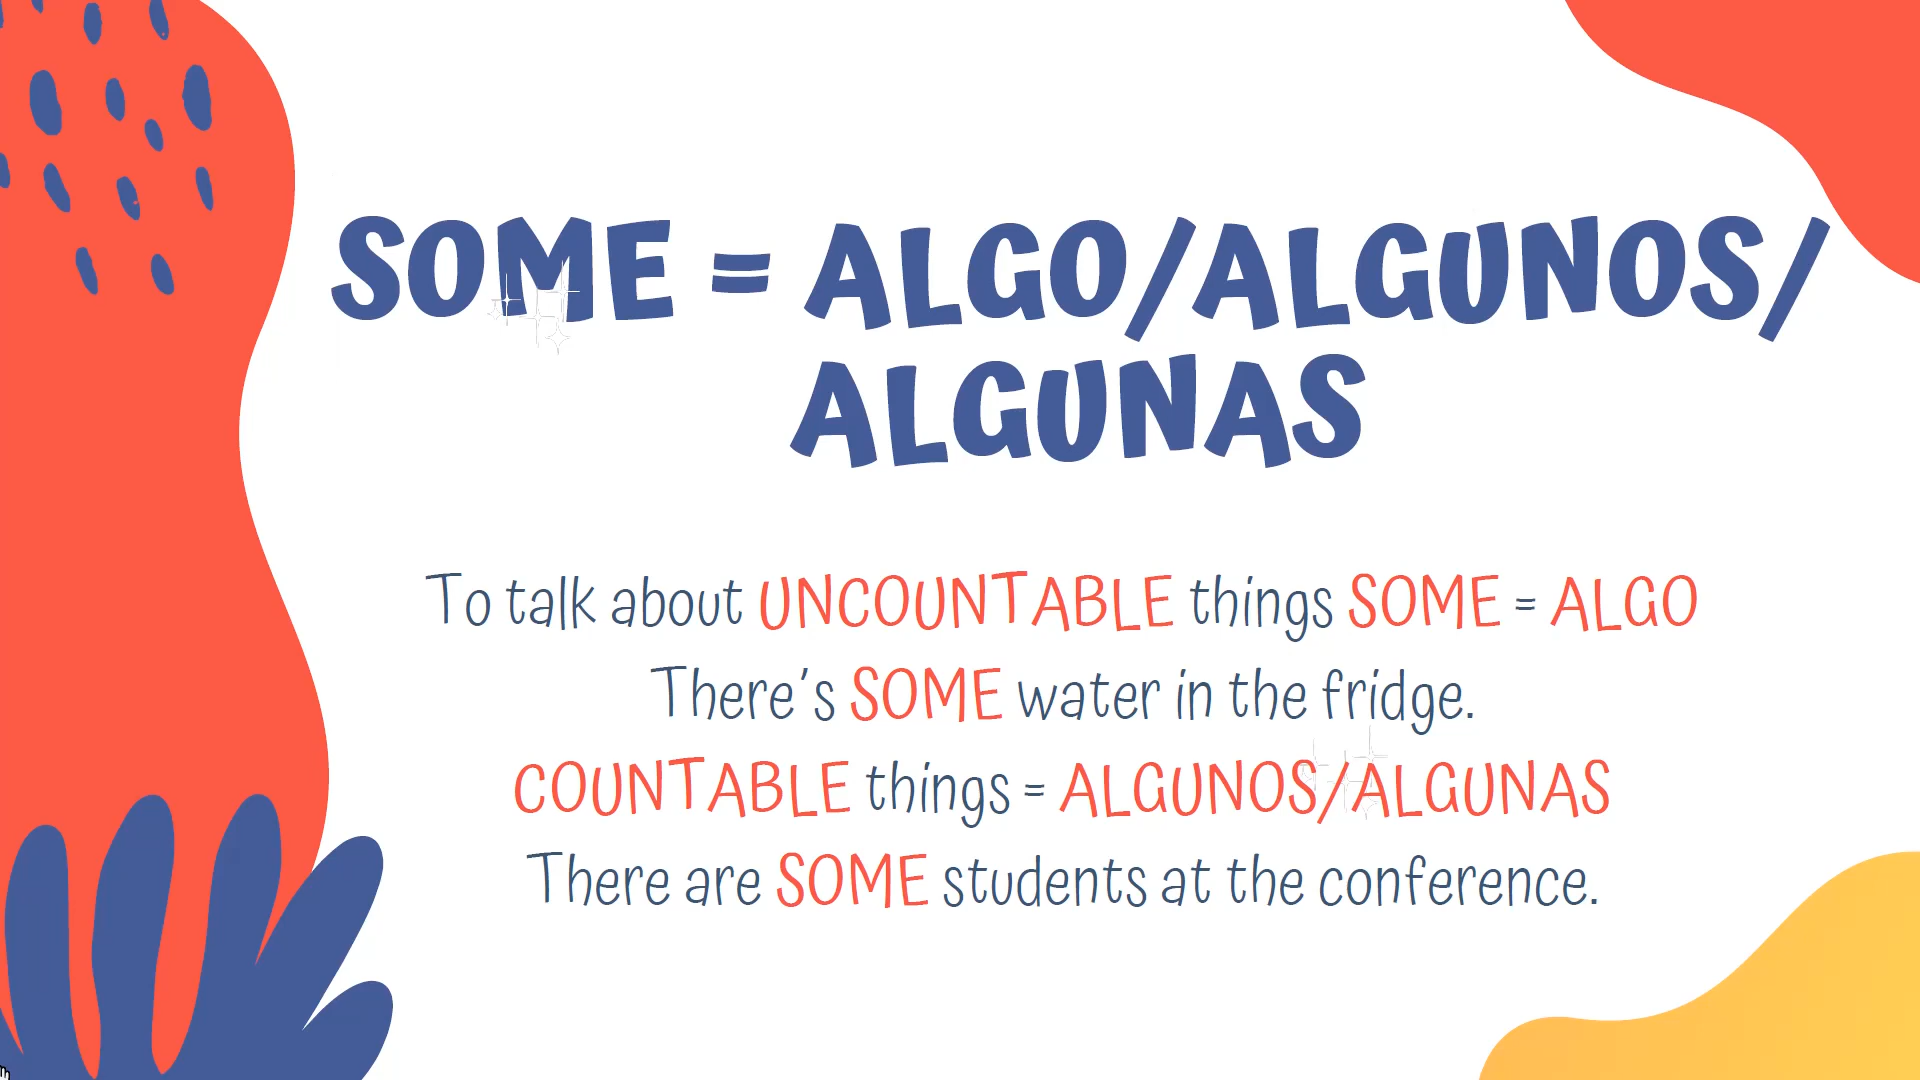 SOME = ALGO/ALGUNOS/
ALGUNAS
To talk about UNCOUNTABLE things SOME = ALGO
There's SOME water in the fridge.
COUNTABLE things = ALGUNOS/ALGUNAS
There are SOME students at the conference.